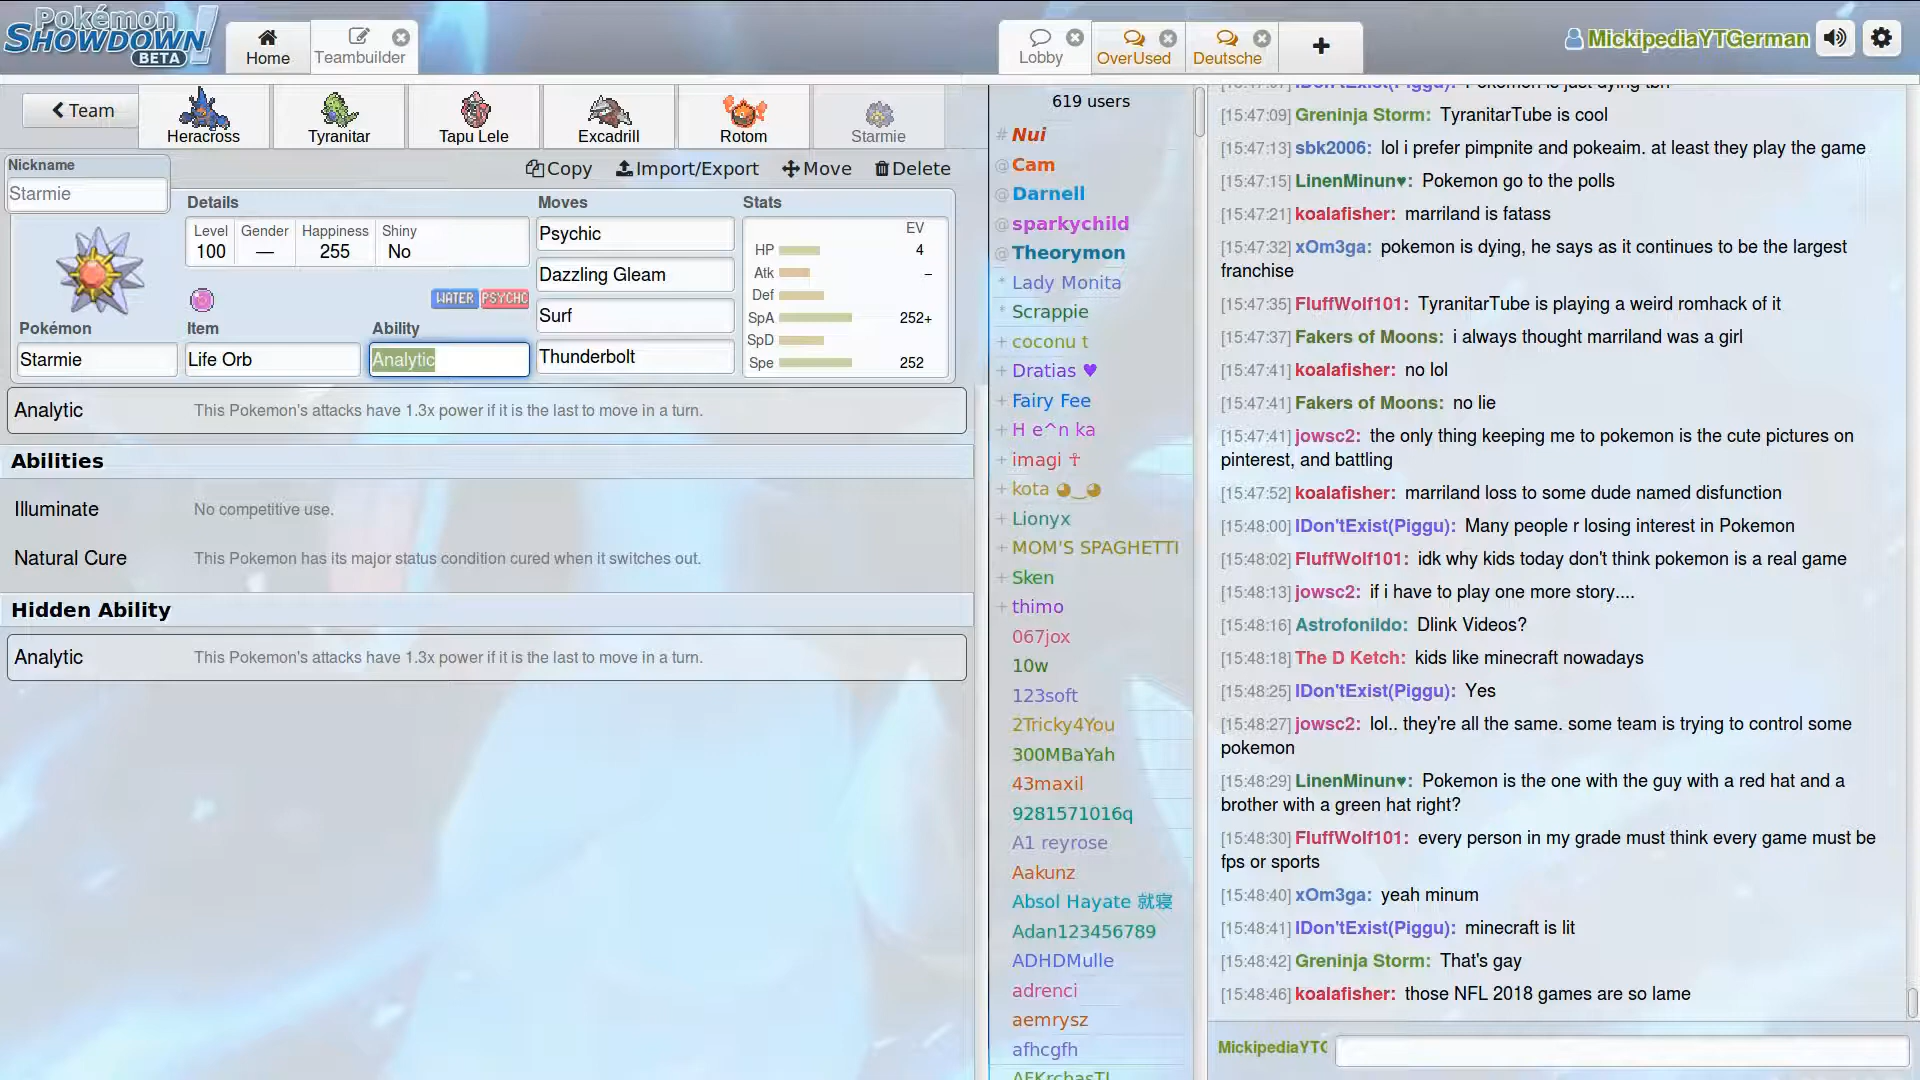 Pokémon
SHOWDOWN!
BETA
Home
Teambuilder
Lobby
OverUsed
Deutsche
MickipediaYTGerman
Team
Heracross
Tyranitar
Tapu Lele
Excadrill
Rotom
Starmie
Nickname
Starmie
Copy
Import/Export
Move
Delete
Details
Moves
Stats
Level
Gender
Happiness
Shiny
100
—
255
No
WATER
PSYCHC
Pokémon
Item
Ability
Starmie
Life Orb
Analytic
Psychic
Dazzling Gleam
Surf
Thunderbolt
EV
HP 4
Atk –
Def
SpA 252+
SpD
Spe 252
Analytic This Pokemon's attacks have 1.3x power if it is the last to move in a turn.
Abilities
Illuminate No competitive use.
Natural Cure This Pokemon has its major status condition cured when it switches out.
Hidden Ability
Analytic This Pokemon's attacks have 1.3x power if it is the last to move in a turn.
619 users
# Nui
@ Cam
@ Darnell
@ sparkychild
@ Theorymon
* Lady Monita
* Scrappie
+ coconu t
+ Dratias ♥
+ Fairy Fee
+ H e^n ka
+ imagi ☥
+ kota ◕‿◕
+ Lionyx
+ MOM'S SPAGHETTI
+ Sken
+ thimo
067jox
10w
123soft
2Tricky4You
300MBaYah
43maxil
9281571016q
A1 reyrose
Aakunz
Absol Hayate 就寝
Adan123456789
ADHDMulle
adrenci
aemrysz
afhcgfh
[15:47:09] Greninja Storm: TyranitarTube is cool
[15:47:13] sbk2006: lol i prefer pimpnite and pokeaim. at least they play the game
[15:47:15] LinenMinun♥: Pokemon go to the polls
[15:47:21] koalafisher: marriland is fatass
[15:47:32] xOm3ga: pokemon is dying, he says as it continues to be the largest
franchise
[15:47:35] FluffWolf101: TyranitarTube is playing a weird romhack of it
[15:47:37] Fakers of Moons: i always thought marriland was a girl
[15:47:41] koalafisher: no lol
[15:47:41] Fakers of Moons: no lie
[15:47:41] jowsc2: the only thing keeping me to pokemon is the cute pictures on
pinterest, and battling
[15:47:52] koalafisher: marriland loss to some dude named disfunction
[15:48:00] IDon'tExist(Piggu): Many people r losing interest in Pokemon
[15:48:02] FluffWolf101: idk why kids today don't think pokemon is a real game
[15:48:13] jowsc2: if i have to play one more story....
[15:48:16] Astrofonildo: Dlink Videos?
[15:48:18] The D Ketch: kids like minecraft nowadays
[15:48:25] IDon'tExist(Piggu): Yes
[15:48:27] jowsc2: lol.. they're all the same. some team is trying to control some
pokemon
[15:48:29] LinenMinun♥: Pokemon is the one with the guy with a red hat and a
brother with a green hat right?
[15:48:30] FluffWolf101: every person in my grade must think every game must be
fps or sports
[15:48:40] xOm3ga: yeah minum
[15:48:41] IDon'tExist(Piggu): minecraft is lit
[15:48:42] Greninja Storm: That's gay
[15:48:46] koalafisher: those NFL 2018 games are so lame
MickipediaYTG